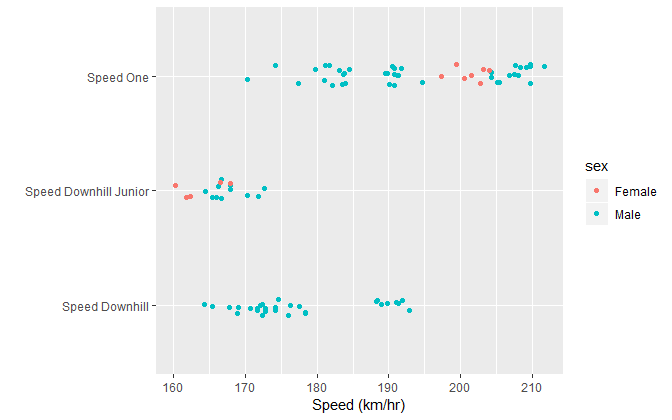 Speed One
Speed Downhill Junior
Speed Downhill
160 170 180 190 200 210
Speed (km/hr)
sex
Female
Male